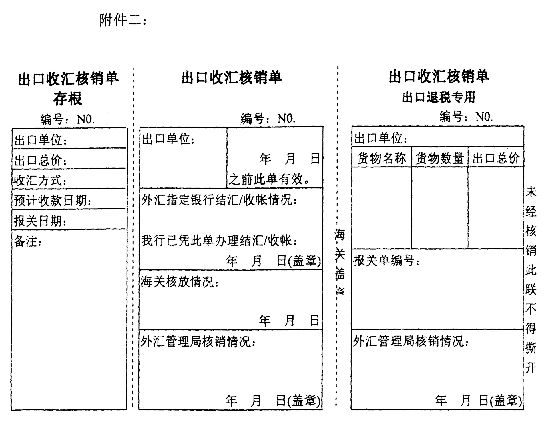 附件二：
出口收汇核销单
存根
编号：N0.
出口单位：
出口总价：
收汇方式：
预计收款日期：
报关日期：
备注：
出口收汇核销单
编号：N0.
出口单位：
年 月 日
之前此单有效。
外汇指定银行结汇/收帐情况：
我行已凭此单办理结汇/收帐：
年 月 日(盖章)
海关核放情况：
年 月 日
外汇管理局核销情况：
年 月 日(盖章)
海关
出口收汇核销单
出口退税专用
编号：N0.
出口单位：
货物名称 货物数量 出口总价
报关单编号：
外汇管理局核销情况：
年 月 日(盖章)
未经核销此联不得撕开